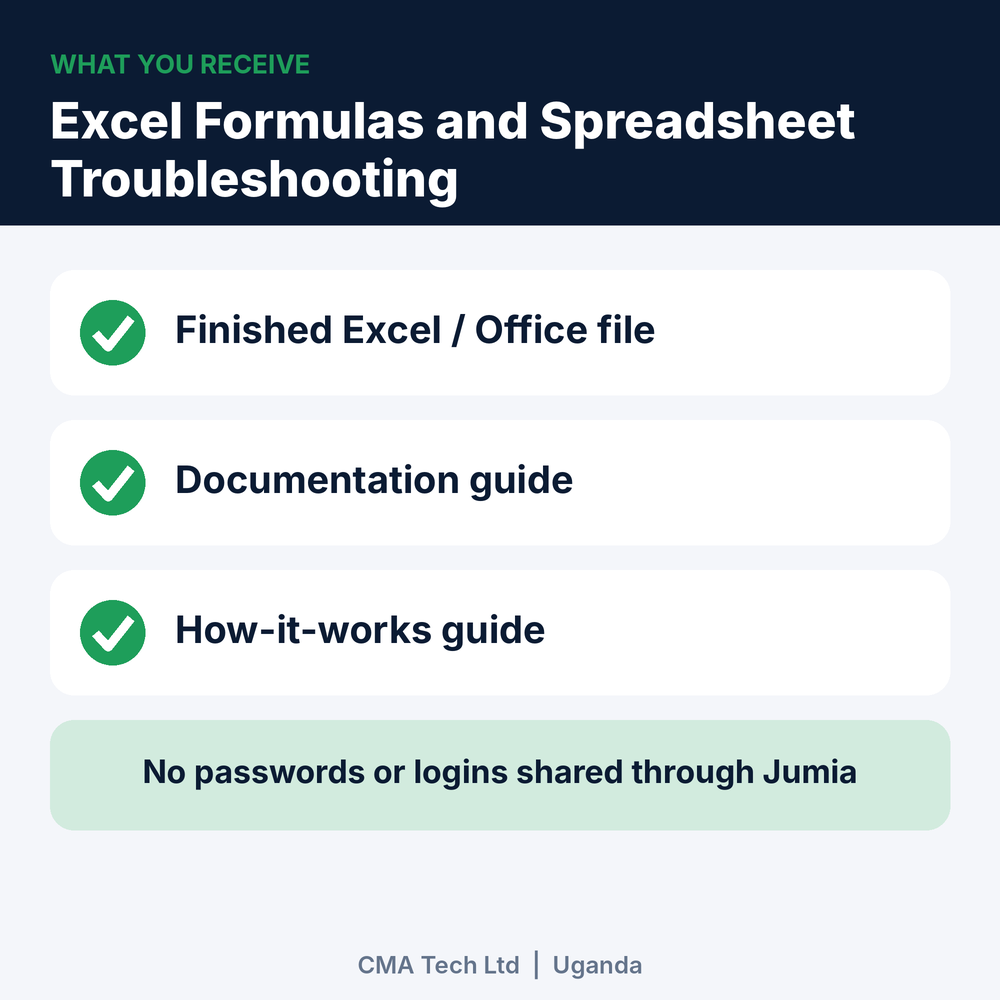 WHAT YOU RECEIVE
Excel Formulas and Spreadsheet
Troubleshooting
Finished Excel / Office file
Documentation guide
How-it-works guide
No passwords or logins shared through Jumia
CMA Tech Ltd | Uganda